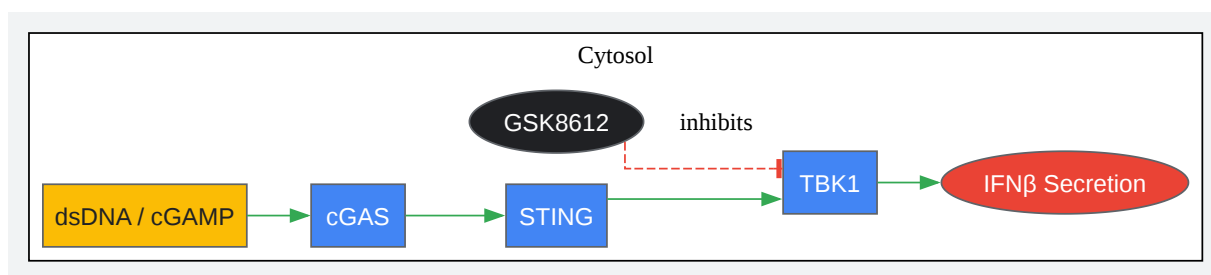 Cytosol
GSK8612
inhibits
dsDNA / cGAMP
cGAS
STING
TBK1
IFNβ Secretion